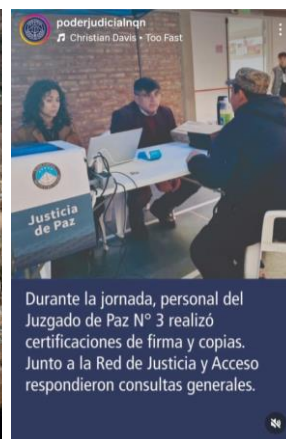 poderjudicialnqn
Christian Davis • Too Fast
Justicia
de Paz
Durante la jornada, personal del
Juzgado de Paz N° 3 realizó
certificaciones de firma y copias.
Junto a la Red de Justicia y Acceso
respondieron consultas generales.